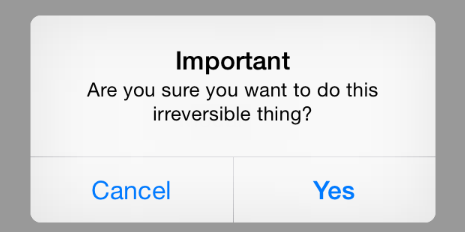 Important
Are you sure you want to do this
irreversible thing?
Cancel Yes